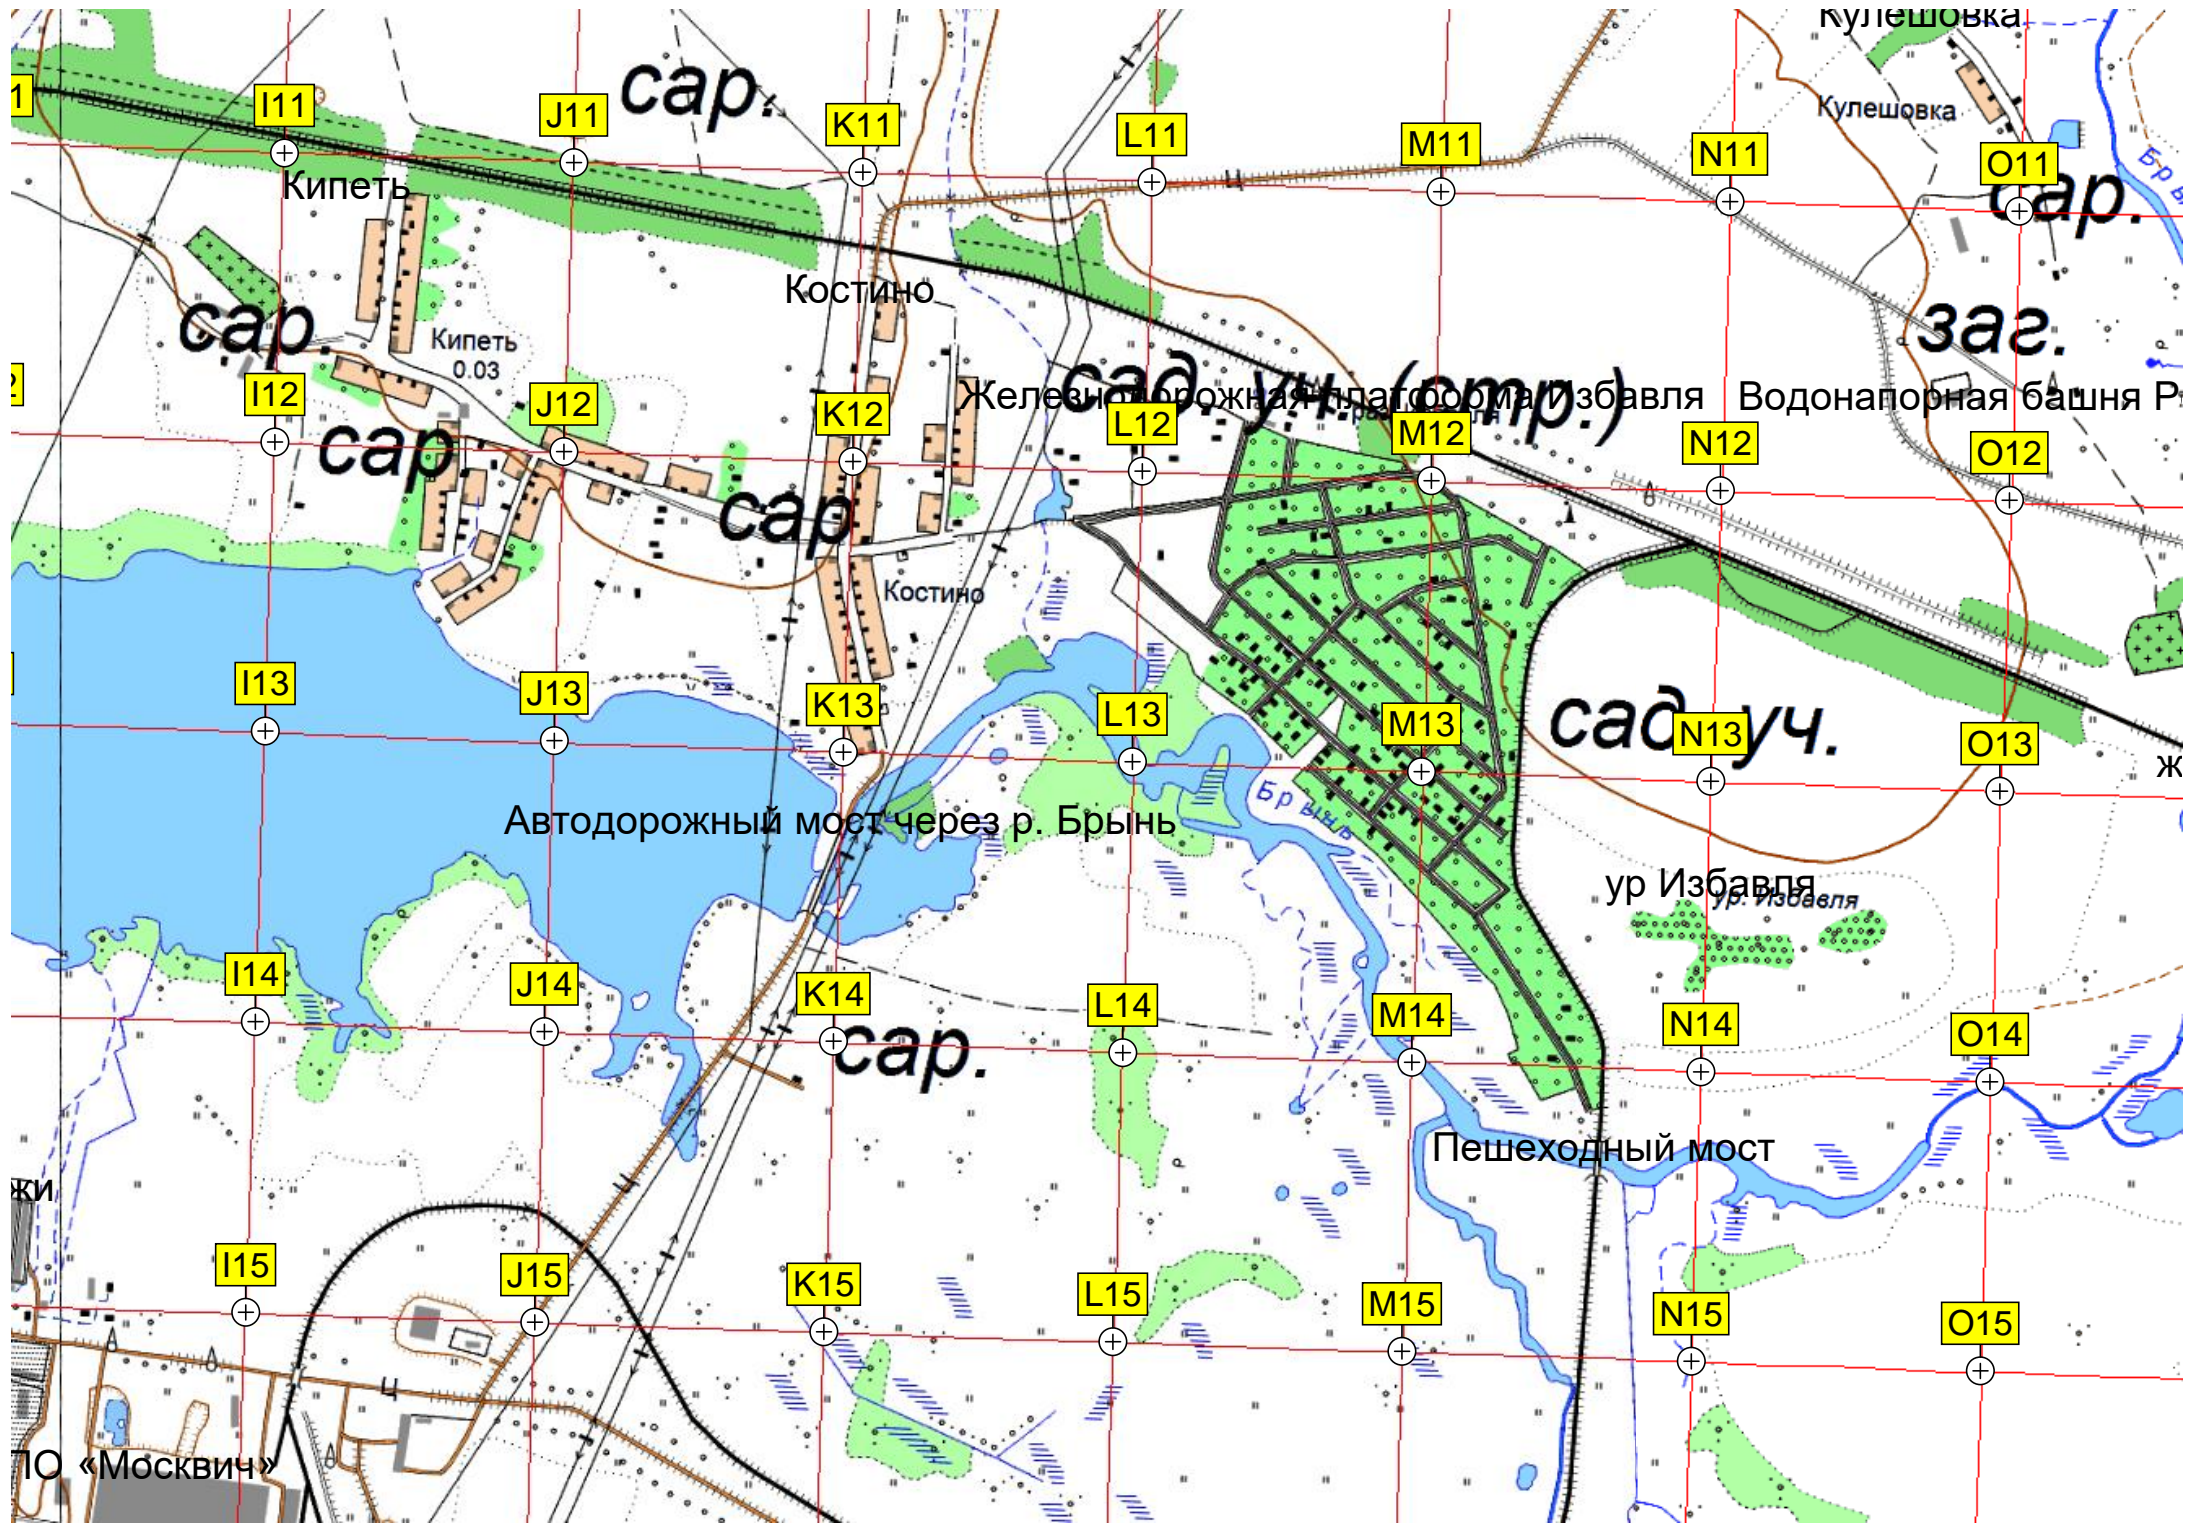 Кулешовка
1
I11
J11
сар.
K11
L11
M11
N11
Кулешовка
O11
Брь
сар.
Кипеть
Костино
сар.
заг.
Кипеть
0.03
I12
J12
K12
сад. уч. (стр.)
Железнодорожная платформа Избавля
Водонапорная башня Р
L12
M12
N12
O12
сар.
сар
Костино
I13
J13
K13
L13
M13
сад. уч.
N13
O13
ж
Автодорожный мост через р. Брынь
Брынь
ур Избавля
ур. Избавля
I14
J14
K14
L14
M14
N14
O14
сар.
Пешеходный мост
жи
Ц
I15
J15
K15
L15
M15
N15
O15
Ц
ПО «Москвич»